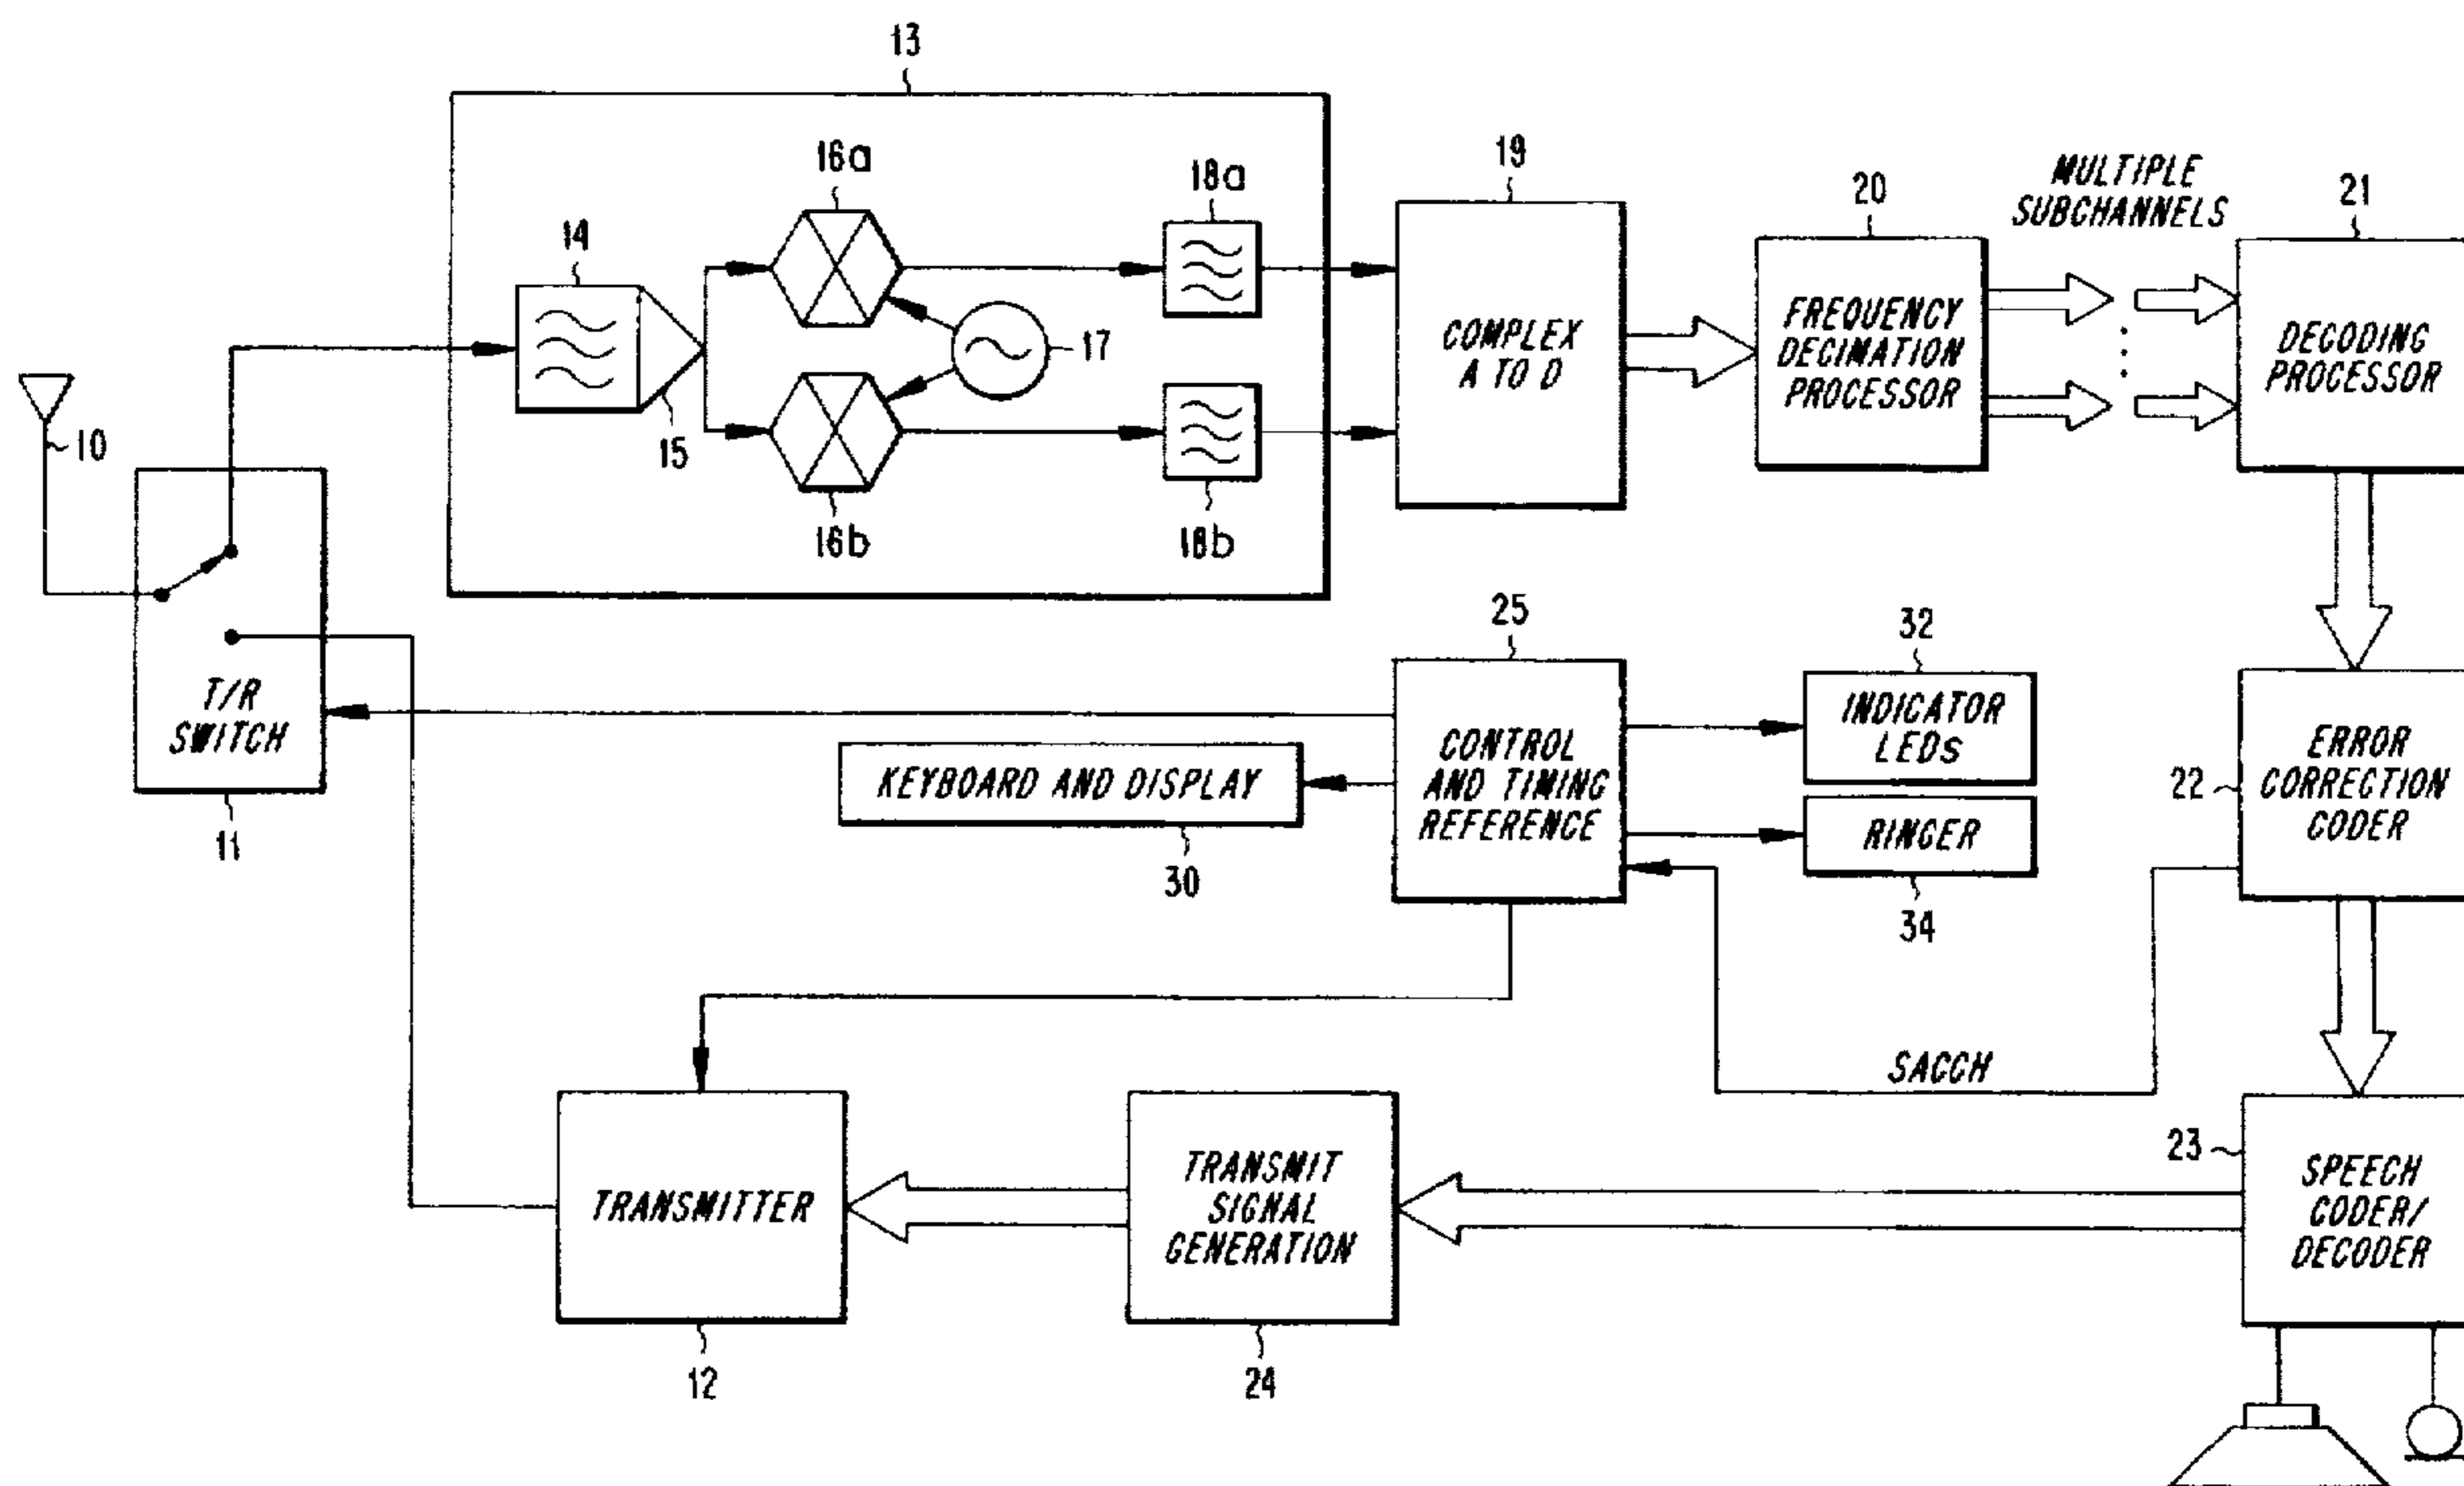 13
16a
18a
19
MULTIPLE
SUBCHANNELS
20
21
14
17
15
16b
18b
COMPLEX
A TO D
FREQUENCY
DECIMATION
PROCESSOR
DECODING
PROCESSOR
10
T/R
SWITCH
11
25
32
CONTROL
AND TIMING
REFERENCE
INDICATOR
LEDS
KEYBOARD AND DISPLAY
30
RINGER
34
22
ERROR
CORRECTION
CODER
SACCH
23
SPEECH
CODER/
DECODER
TRANSMITTER
12
TRANSMIT
SIGNAL
GENERATION
24